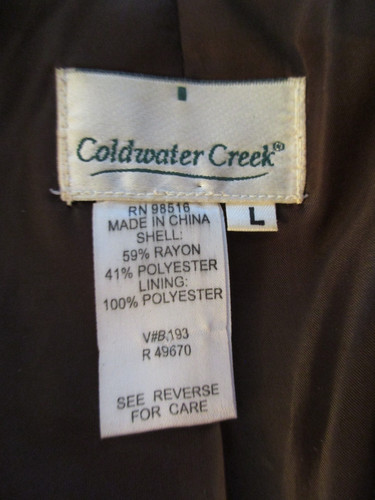 Coldwater Creek®
L
RN 98516
MADE IN CHINA
SHELL:
59% RAYON
41% POLYESTER
LINING:
100% POLYESTER
V#B193
R 49670
SEE REVERSE
FOR CARE